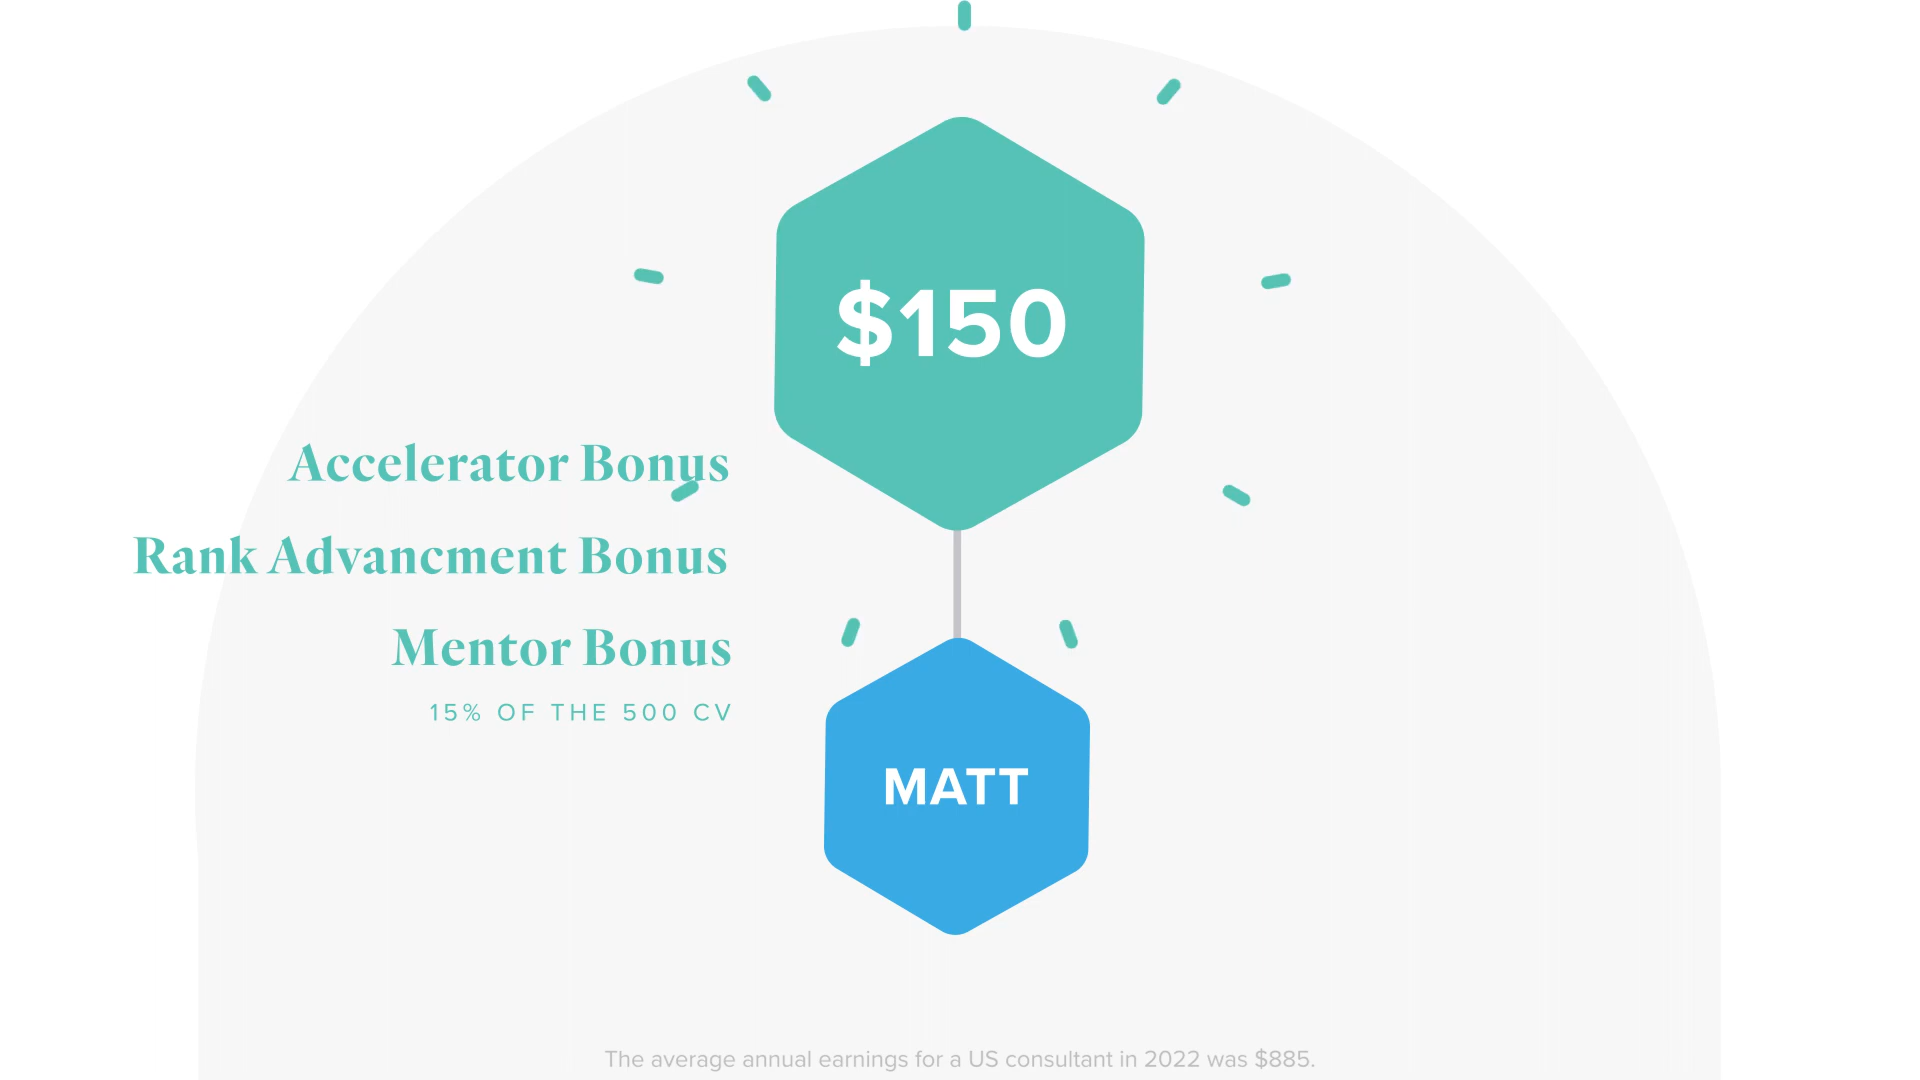 $150
Accelerator Bonus
Rank Advancment Bonus
Mentor Bonus
15% OF THE 500 CV
MATT
The average annual earnings for a US consultant in 2022 was $885.